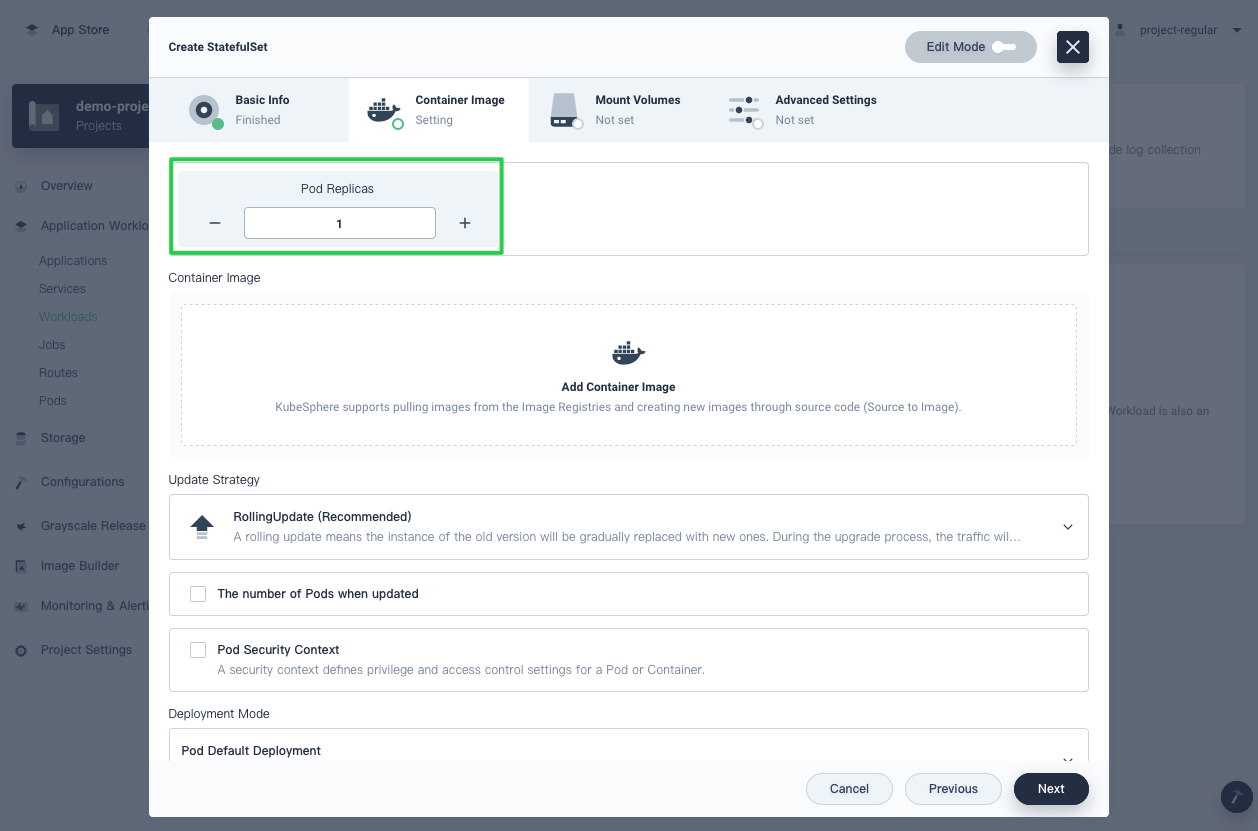 App Store
project-regular
Create StatefulSet
Edit Mode
demo-proje
Projects
Basic Info
Finished
Container Image
Setting
Mount Volumes
Not set
Advanced Settings
Not set
de log collection
Overview
Application Worklo
Applications
Services
Workloads
Jobs
Routes
Pods
Storage
Configurations
Grayscale Release
Image Builder
Monitoring & Alerti
Project Settings
Pod Replicas
1
Container Image
Add Container Image
KubeSphere supports pulling images from the Image Registries and creating new images through source code (Source to Image).
Workload is also an
Update Strategy
RollingUpdate (Recommended)
A rolling update means the instance of the old version will be gradually replaced with new ones. During the upgrade process, the traffic wil...
The number of Pods when updated
Pod Security Context
A security context defines privilege and access control settings for a Pod or Container.
Deployment Mode
Pod Default Deployment
Cancel
Previous
Next